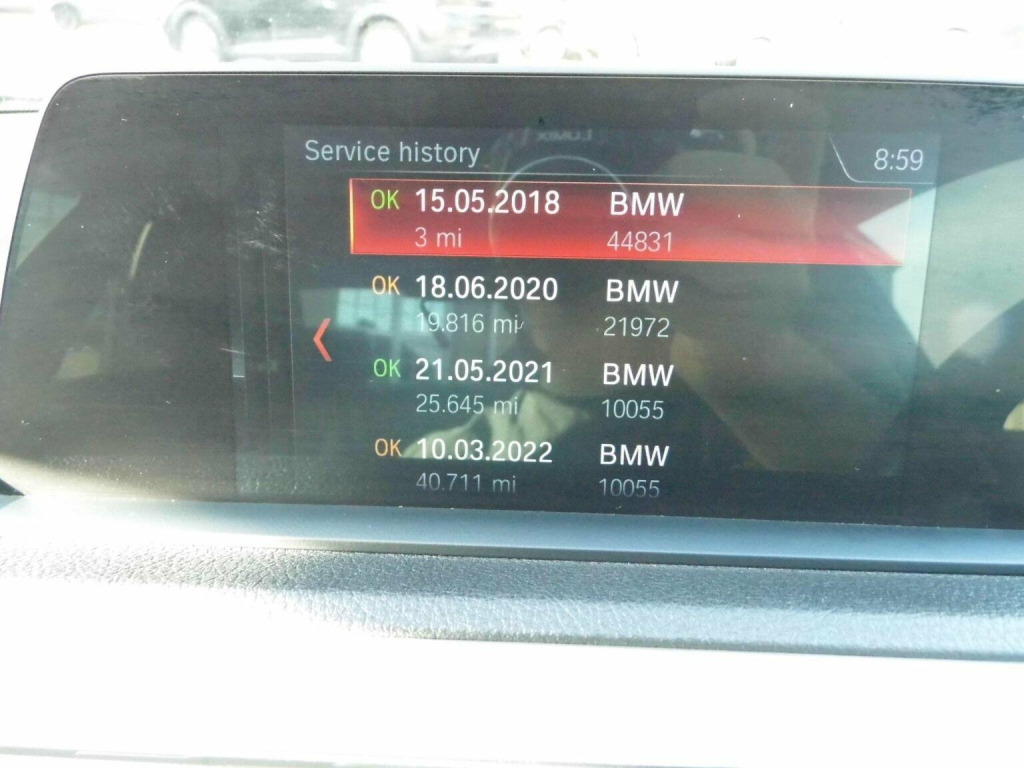 Service history 8:59
OK 15.05.2018 BMW
3 mi 44831
OK 18.06.2020 BMW
19.816 mi 21972
OK 21.05.2021 BMW
25.645 mi 10055
OK 10.03.2022 BMW
40.711 mi 10055